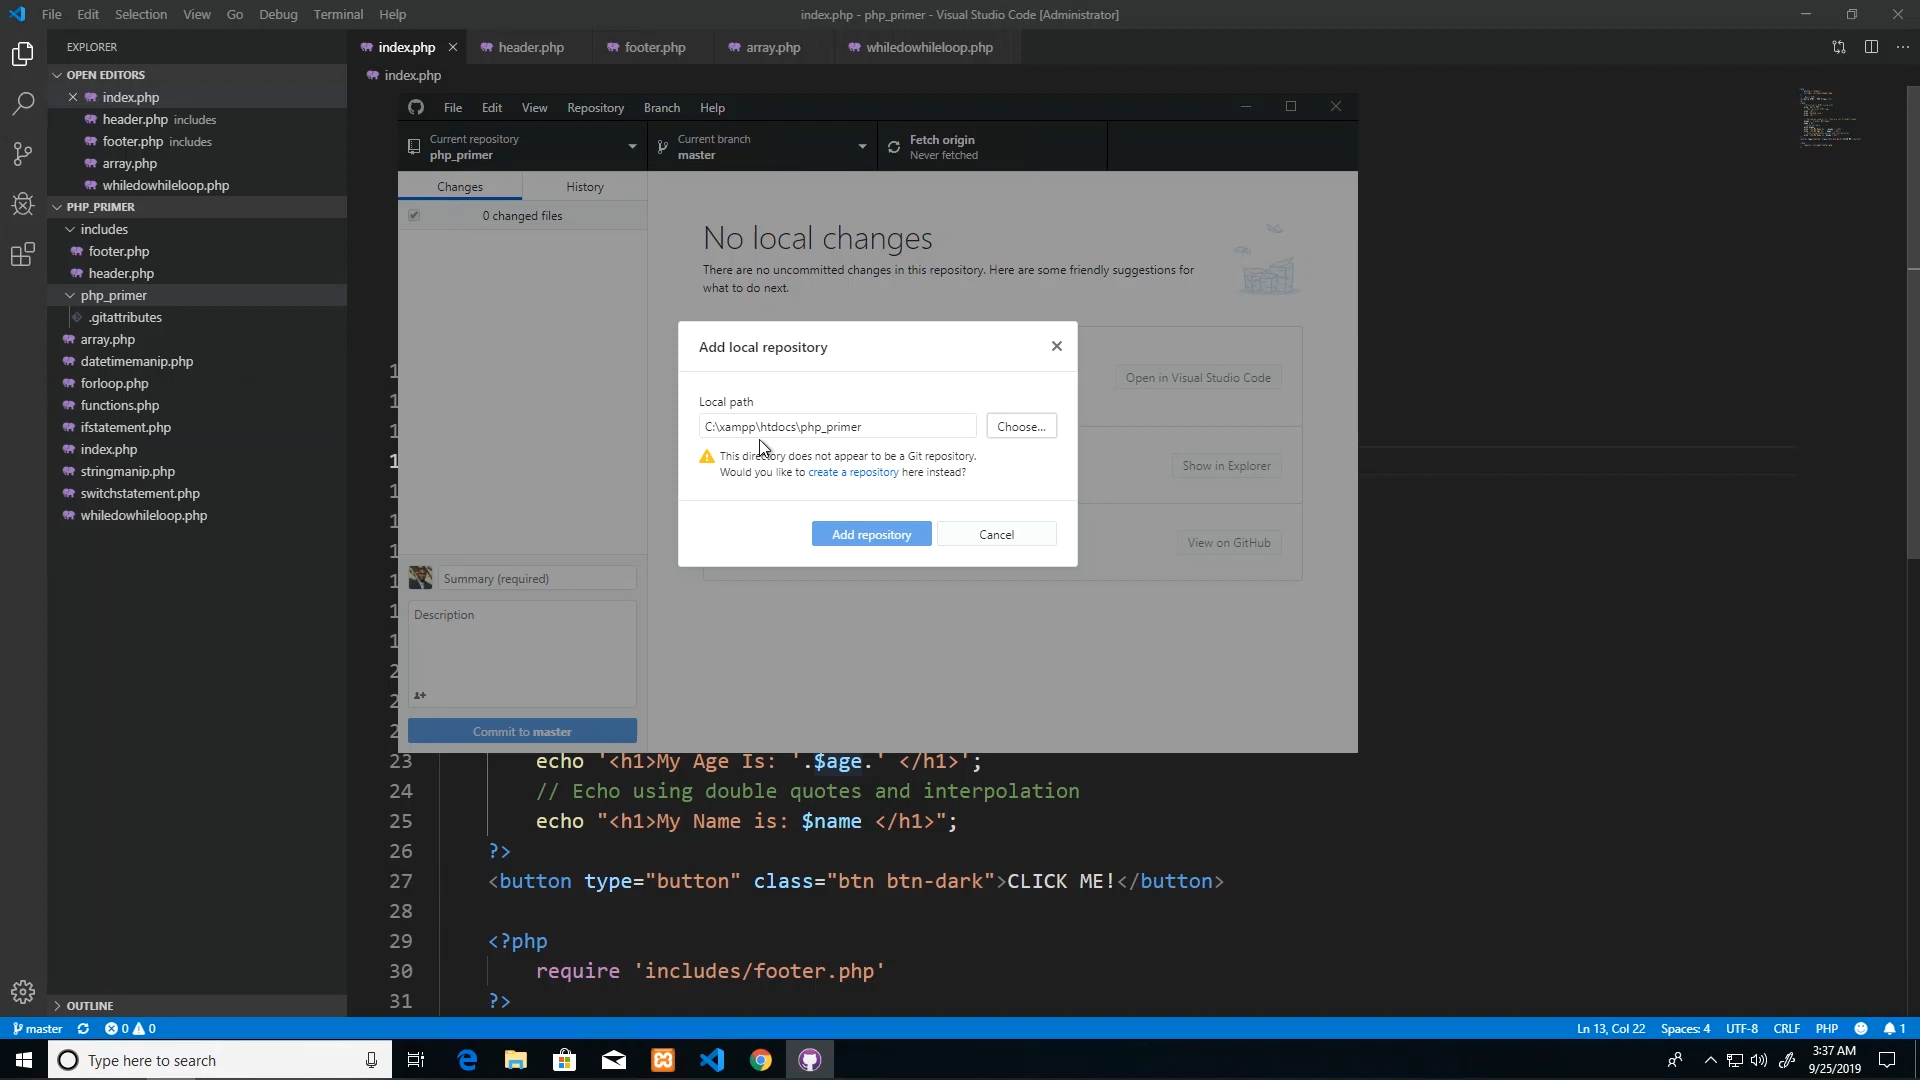 File Edit Selection View Go Debug Terminal Help
index.php - php_primer - Visual Studio Code [Administrator]
EXPLORER
OPEN EDITORS
index.php
header.php includes
footer.php includes
array.php
whiledowhileloop.php
PHP_PRIMER
includes
footer.php
header.php
php_primer
.gitattributes
array.php
datetimemanip.php
forloop.php
functions.php
ifstatement.php
index.php
stringmanip.php
switchstatement.php
whiledowhileloop.php
OUTLINE
index.php header.php footer.php array.php whiledowhileloop.php
index.php
File Edit View Repository Branch Help
Current repository
php_primer
Current branch
master
Fetch origin
Never fetched
Changes History
0 changed files
No local changes
There are no uncommitted changes in this repository. Here are some friendly suggestions for
what to do next.
Open in Visual Studio Code
Show in Explorer
View on GitHub
Add local repository
Local path
C:\xampp\htdocs\php_primer
Choose...
This directory does not appear to be a Git repository.
Would you like to create a repository here instead?
Add repository Cancel
Summary (required)
Description
Commit to master
23 echo '<h1>My Age Is: '.$age.' </h1>';
24 // Echo using double quotes and interpolation
25 echo "<h1>My Name is: $name </h1>";
26 ?>
27 <button type="button" class="btn btn-dark">CLICK ME!</button>
28
29 <?php
30 require 'includes/footer.php'
31 ?>
master 0 0
Ln 13, Col 22 Spaces: 4 UTF-8 CRLF PHP 1
Type here to search
3:37 AM
9/25/2019